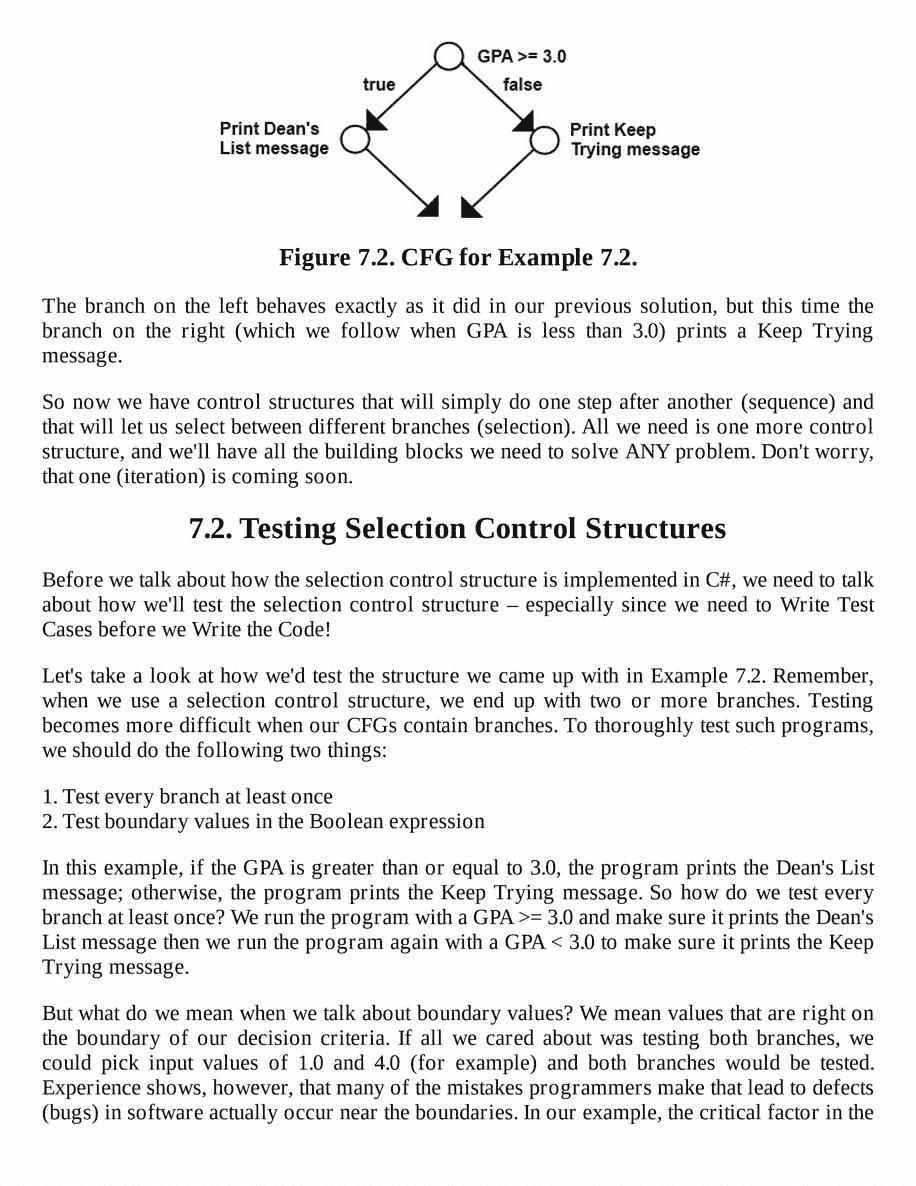 GPA >= 3.0
true
false
Print Dean's
List message
Print Keep
Trying message
Figure 7.2. CFG for Example 7.2.
The branch on the left behaves exactly as it did in our previous solution, but this time the
branch on the right (which we follow when GPA is less than 3.0) prints a Keep Trying
message.
So now we have control structures that will simply do one step after another (sequence) and
that will let us select between different branches (selection). All we need is one more control
structure, and we'll have all the building blocks we need to solve ANY problem. Don't worry,
that one (iteration) is coming soon.
7.2. Testing Selection Control Structures
Before we talk about how the selection control structure is implemented in C#, we need to talk
about how we'll test the selection control structure – especially since we need to Write Test
Cases before we Write the Code!
Let's take a look at how we'd test the structure we came up with in Example 7.2. Remember,
when we use a selection control structure, we end up with two or more branches. Testing
becomes more difficult when our CFGs contain branches. To thoroughly test such programs,
we should do the following two things:
1. Test every branch at least once
2. Test boundary values in the Boolean expression
In this example, if the GPA is greater than or equal to 3.0, the program prints the Dean's List
message; otherwise, the program prints the Keep Trying message. So how do we test every
branch at least once? We run the program with a GPA >= 3.0 and make sure it prints the Dean's
List message then we run the program again with a GPA < 3.0 to make sure it prints the Keep
Trying message.
But what do we mean when we talk about boundary values? We mean values that are right on
the boundary of our decision criteria. If all we cared about was testing both branches, we
could pick input values of 1.0 and 4.0 (for example) and both branches would be tested.
Experience shows, however, that many of the mistakes programmers make that lead to defects
(bugs) in software actually occur near the boundaries. In our example, the critical factor in the